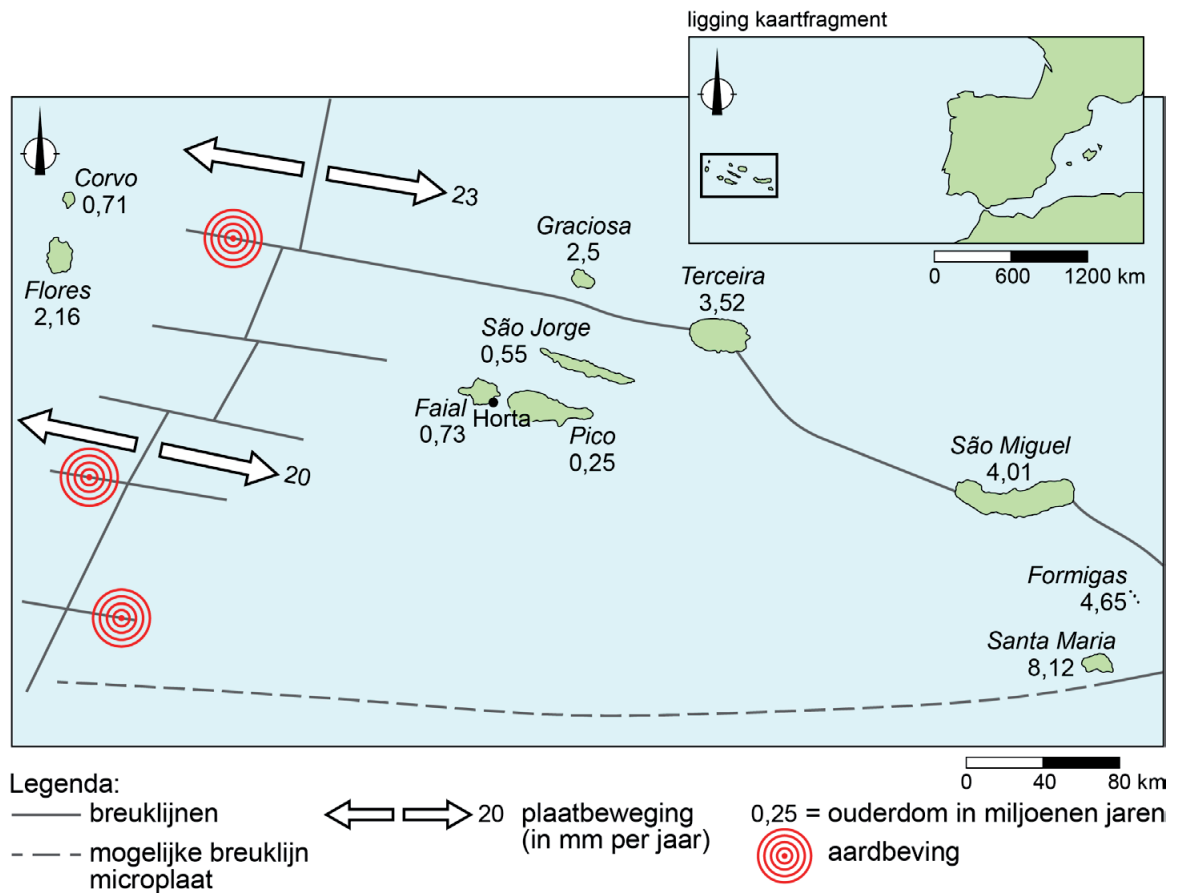 ligging kaartfragment
0 600 1200 km
Corvo
0,71
23
Graciosa
2,5
Flores
2,16
Terceira
3,52
São Jorge
0,55
Faial
0,73
Horta
Pico
0,25
20
São Miguel
4,01
Formigas
4,65
Santa Maria
8,12
0 40 80 km
Legenda:
breuklijnen
mogelijke breuklijn
microplaat
20 plaatbeweging
(in mm per jaar)
0,25 = ouderdom in miljoenen jaren
aardbeving